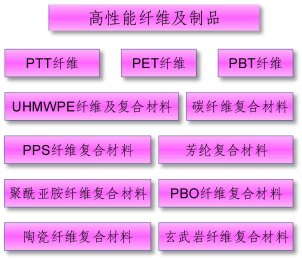 高性能纤维及制品
PTT纤维 PET纤维 PBT纤维
UHMWPE纤维及复合材料 碳纤维复合材料
PPS纤维复合材料 芳纶复合材料
聚酰亚胺纤维复合材料 PBO纤维复合材料
陶瓷纤维复合材料 玄武岩纤维复合材料